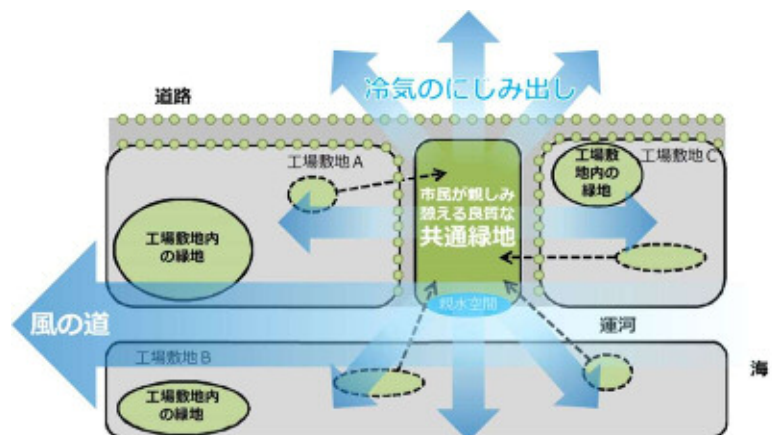 冷気のにじみ出し
道路
工場敷地A
工場敷
地内の
緑地
工場敷地C
市民が親しみ
憩える良質な
共通緑地
工場敷地内
の緑地
親水空間
風の道
運河
工場敷地B
海
工場敷地内
の緑地